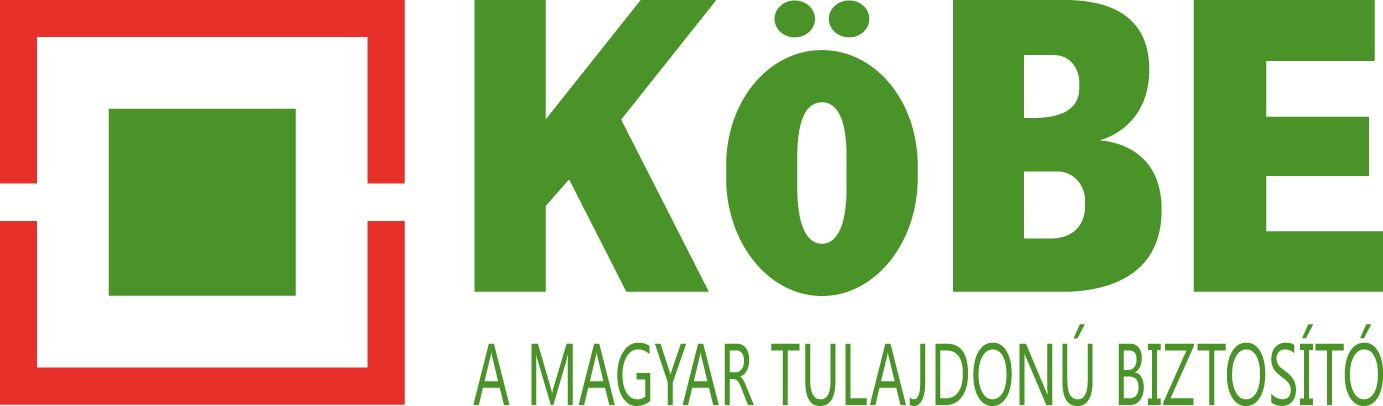 KöBE
A MAGYAR TULAJDONÚ BIZTOSÍTÓ